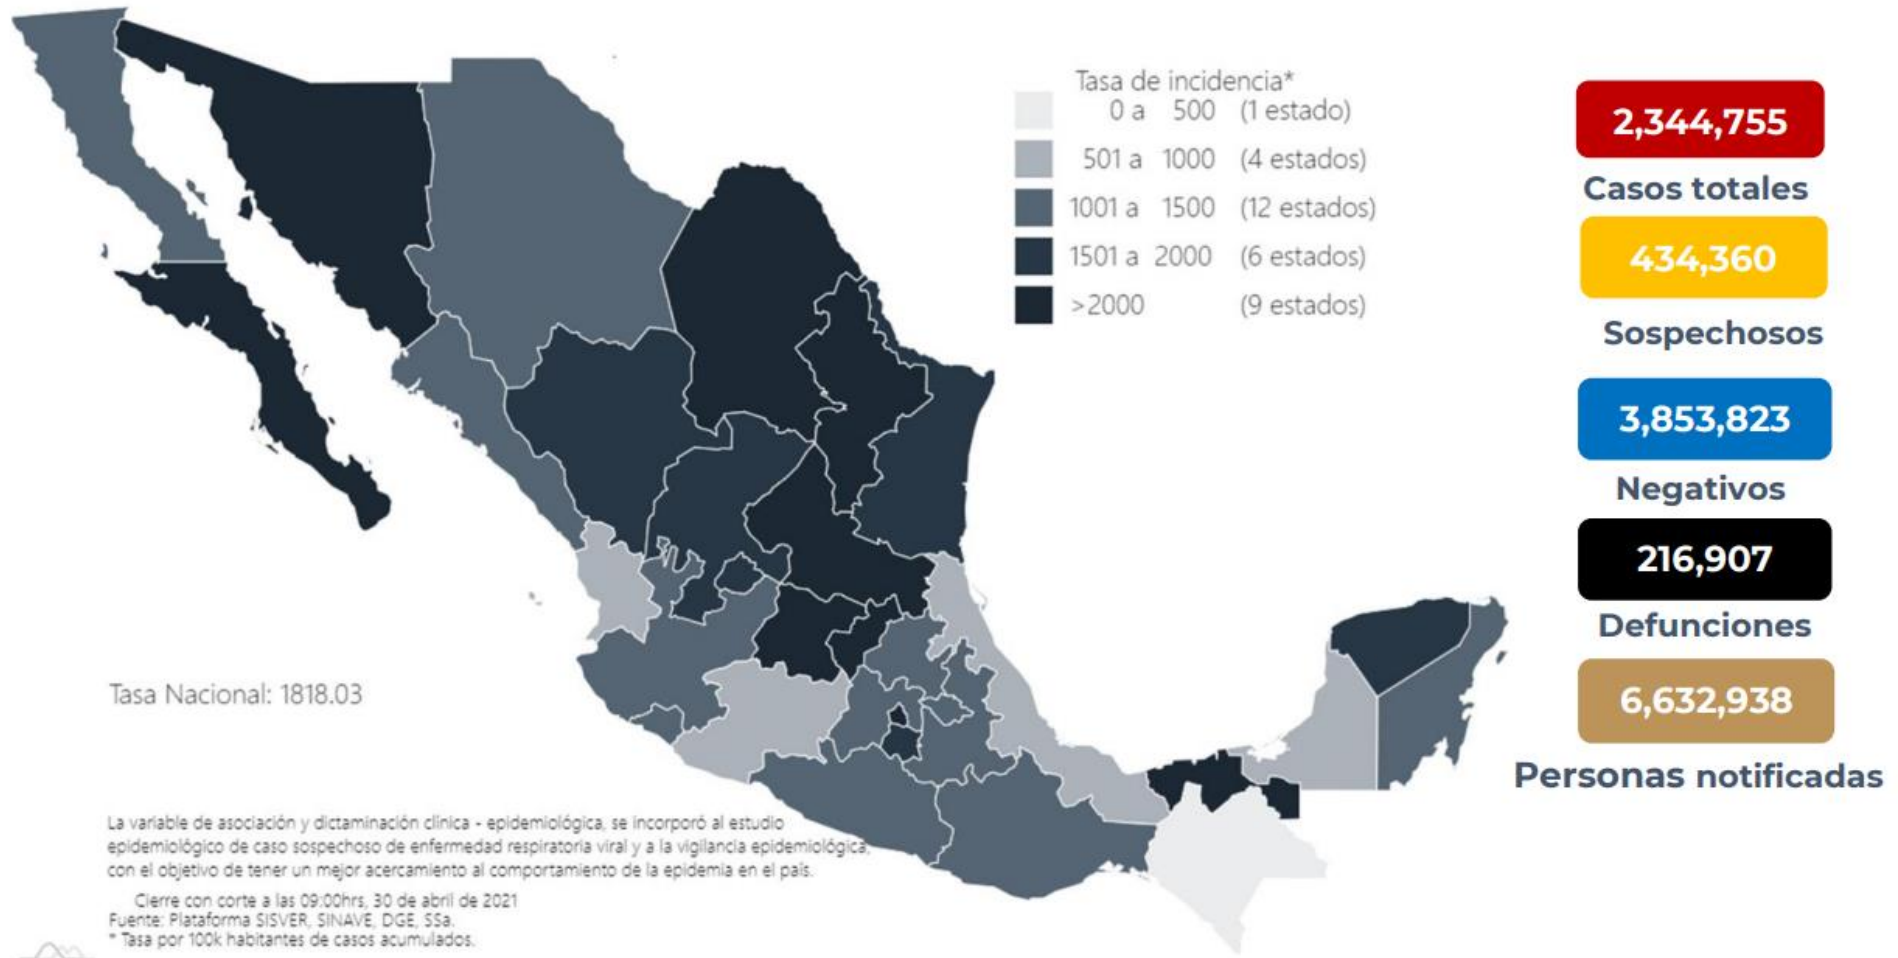 Tasa de incidencia*
0 a 500 (1 estado)
501 a 1000 (4 estados)
1001 a 1500 (12 estados)
1501 a 2000 (6 estados)
>2000 (9 estados)
2,344,755
Casos totales
434,360
Sospechosos
3,853,823
Negativos
216,907
Defunciones
6,632,938
Personas notificadas
Tasa Nacional: 1818.03
La variable de asociación y dictaminación clínica - epidemiológica, se incorporó al estudio
epidemiológico de caso sospechoso de enfermedad respiratoria viral y a la vigilancia epidemiológica,
con el objetivo de tener un mejor acercamiento al comportamiento de la epidemia en el país.
Cierre con corte a las 09:00hrs, 30 de abril de 2021
Fuente: Plataforma SISVER, SINAVE, DGE, SSa.
* Tasa por 100k habitantes de casos acumulados.